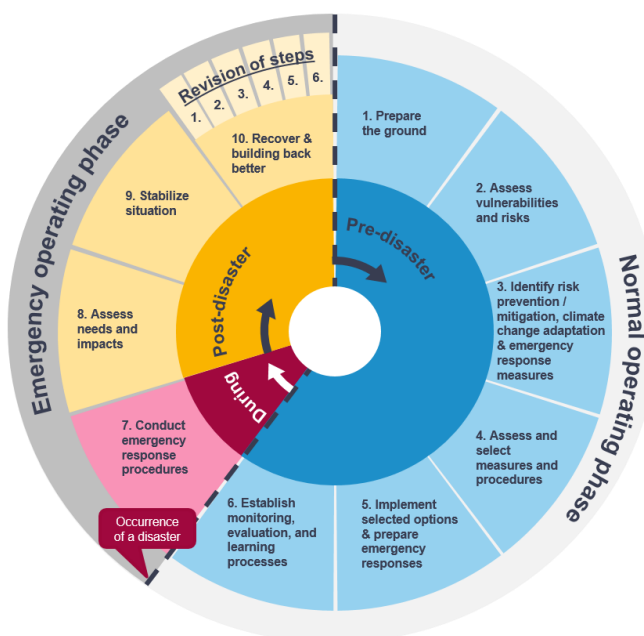 Emergency operating phase
Normal operating phase
Revision of steps
1.
2.
3.
4.
5.
6.
Pre-disaster
During
Post-disaster
1. Prepare
the ground
2. Assess
vulnerabilities
and risks
3. Identify risk
prevention /
mitigation, climate
change adaptation
& emergency
response
measures
4. Assess and
select
measures and
procedures
5. Implement
selected options
& prepare
emergency
responses
6. Establish
monitoring,
evaluation, and
learning
processes
Occurrence
of a disaster
7. Conduct
emergency
response
procedures
8. Assess
needs and
impacts
9. Stabilize
situation
10. Recover &
building back
better